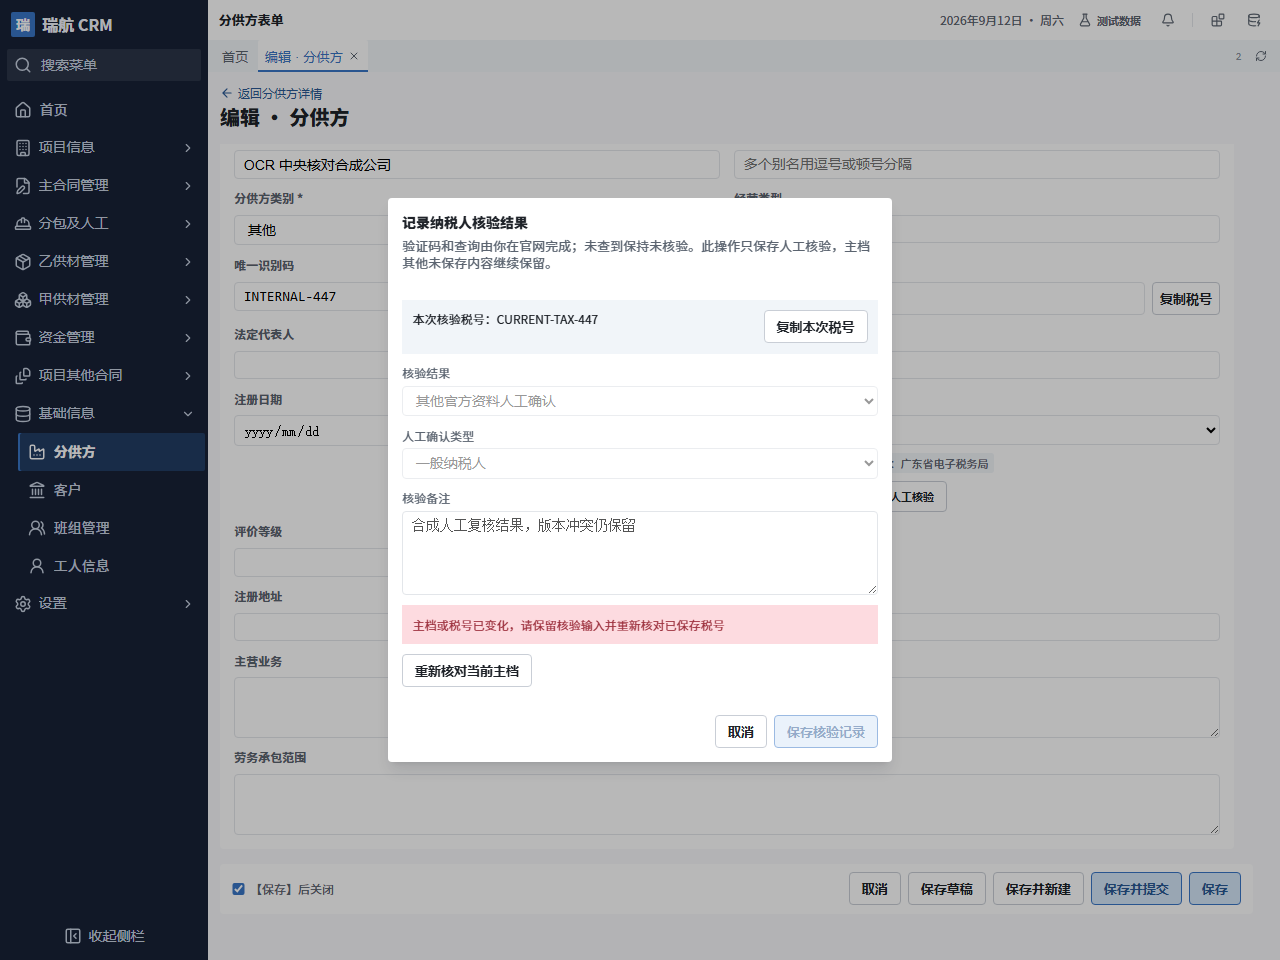 瑞 瑞航 CRM
搜索菜单
首页
项目信息
主合同管理
分包及人工
乙供材管理
甲供材管理
资金管理
项目其他合同
基础信息
分供方
客户
班组管理
工人信息
设置
收起侧栏
分供方表单
2026年9月12日 • 周六
测试数据
首页
编辑 · 分供方
2
返回分供方详情
编辑 • 分供方
OCR 中央核对合成公司
多个别名用逗号或顿号分隔
分供方类别 *
经营类型
其他
唯一识别码
INTERNAL-447
复制税号
法定代表人
注册日期
yyyy/mm/dd
：广东省电子税务局
人工核验
评价等级
注册地址
主营业务
劳务承包范围
记录纳税人核验结果
验证码和查询由你在官网完成；未查到保持未核验。此操作只保存人工核验，主档
其他未保存内容继续保留。
本次核验税号：CURRENT-TAX-447
复制本次税号
核验结果
其他官方资料人工确认
人工确认类型
一般纳税人
核验备注
合成人工复核结果，版本冲突仍保留
主档或税号已变化，请保留核验输入并重新核对已保存税号
重新核对当前主档
取消
保存核验记录
【保存】后关闭
取消
保存草稿
保存并新建
保存并提交
保存